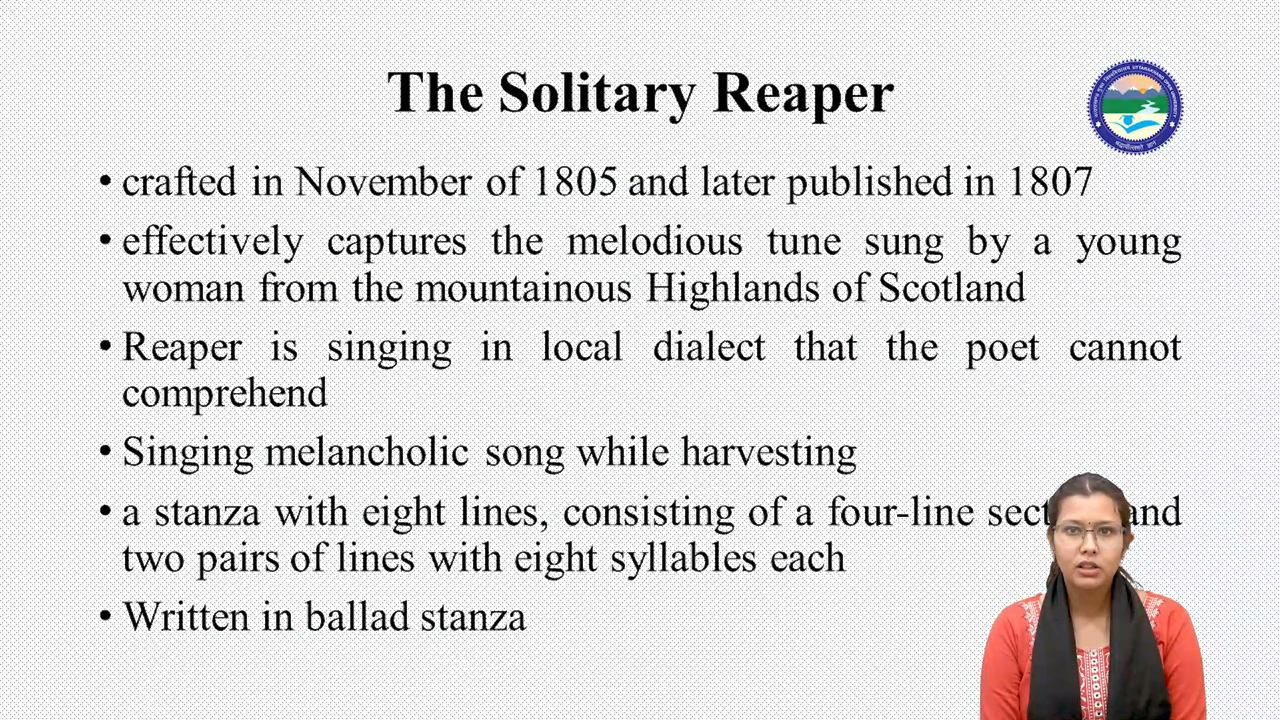 The Solitary Reaper
• crafted in November of 1805 and later published in 1807
• effectively captures the melodious tune sung by a young
woman from the mountainous Highlands of Scotland
• Reaper is singing in local dialect that the poet cannot
comprehend
• Singing melancholic song while harvesting
• a stanza with eight lines, consisting of a four-line and
two pairs of lines with eight syllables each
• Written in ballad stanza